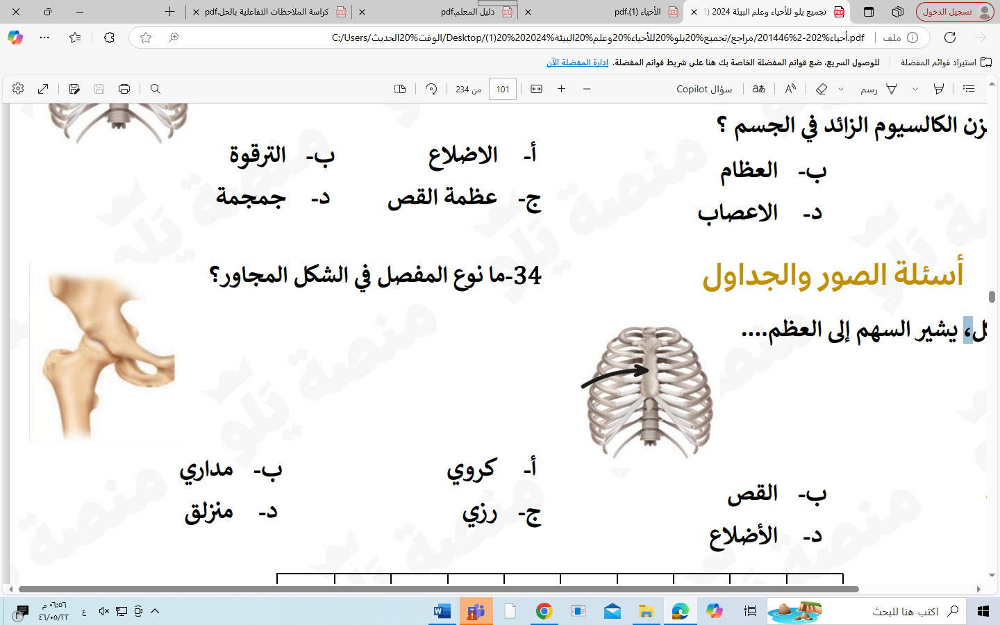 تسجيل الدخول
تجميع يلو للأحياء وعلم البيئة 2024 (1
الأحياء (1).pdf
دليل المعلم.pdf
كراسة الملاحظات التفاعلية بالحل.pdf
ملف
C:/Users/الوقت%20الحديث/Desktop/مراجع/تجميع%20يلو%20للأحياء%20وعلم%20البيئة%202024%20(1)%20أحياء%202-%201446.pdf
استيراد قوائم المفضلة
للوصول السريع، ضع قوائم المفضلة الخاصة بك هنا على شريط قوائم المفضلة. إدارة المفضلة الآن
رسم
سؤال Copilot
101
من 234
زن الكالسيوم الزائد في الجسم ؟
ب- العظام
د- الاعصاب
أسئلة الصور والجداول
كل، يشير السهم إلى العظم....
ب- القص
د- الأضلاع
أ- الاضلاع ب- الترقوة
ج- عظمة القص د- جمجمة
34-ما نوع المفصل في الشكل المجاور؟
أ- كروي ب- مداري
ج- رزي د- منزلق
منصة يَلو
اكتب هنا للبحث
ع
٠٦:٥٦ م
٤٦/٠٥/٢٢